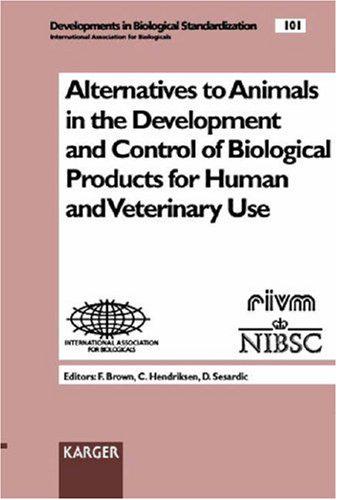 Developments in Biological Standardization
101
International Association for Biologicals
Alternatives to Animals
in the Development
and Control of Biological
Products for Human
and Veterinary Use
INTERNATIONAL ASSOCIATION
FOR BIOLOGICALS
rivm
NIBSC
Editors: F. Brown, C. Hendriksen, D. Sesardic
KARGER